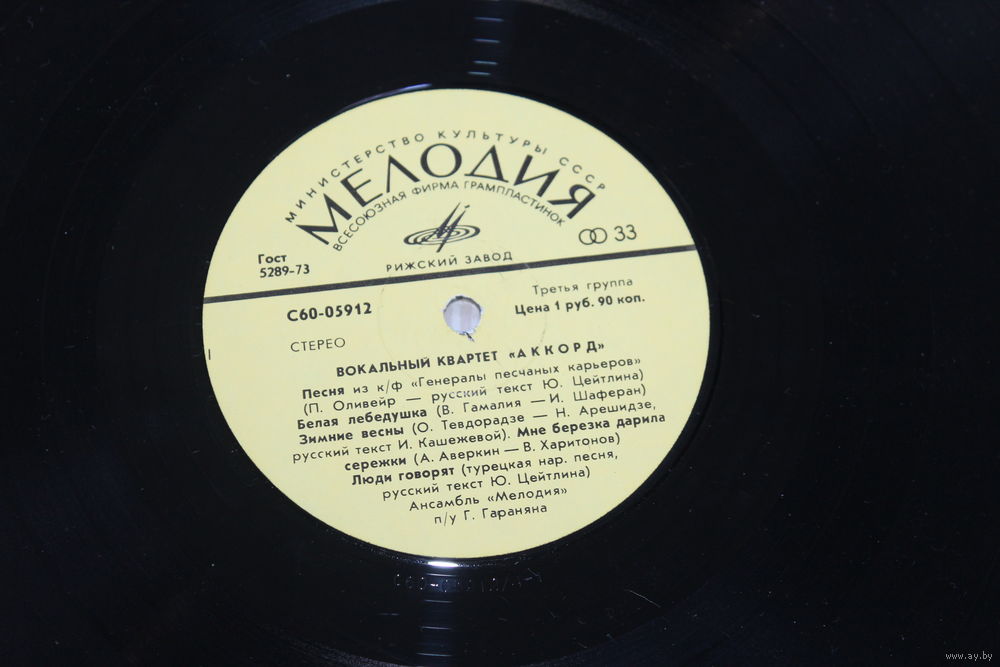 МИНИСТЕРСТВО КУЛЬТУРЫ СССР
МЕЛОДИЯ
ВСЕСОЮЗНАЯ ФИРМА ГРАМПЛАСТИНОК
33
Гост
5289-73
РИЖСКИЙ ЗАВОД
С60-05912
Третья группа
Цена 1 руб. 90 коп.
СТЕРЕО
ВОКАЛЬНЫЙ КВАРТЕТ «АККОРД»
Песня из к/ф «Генералы песчаных карьеров»
(П. Оливейр — русский текст Ю. Цейтлина)
Белая лебедушка (В. Гамалия — И. Шаферан)
Зимние весны (О. Тевдорадзе — Н. Арешидзе,
русский текст И. Кашежевой). Мне березка дарила
сережки (А. Аверкин — В. Харитонов)
Люди говорят (турецкая нар. песня,
русский текст Ю. Цейтлина)
Ансамбль «Мелодия»
п/у Г. Гараняна
www.ay.by